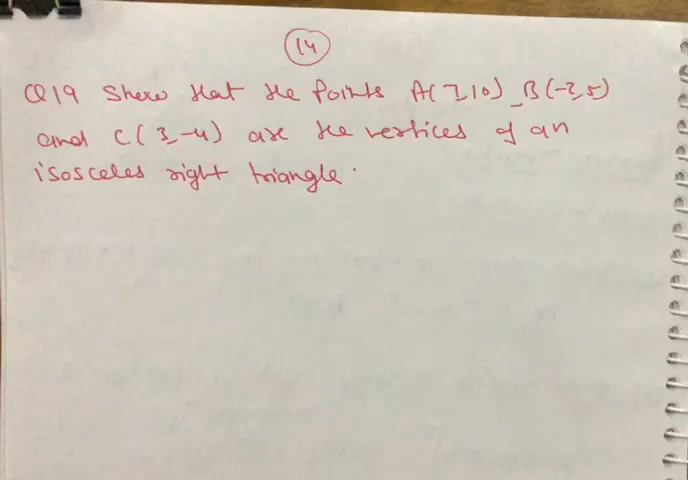 14
Q19 Show that the points A(7,10), B(-2,5)
and C(3,-4) are the vertices of an
isosceles right triangle.